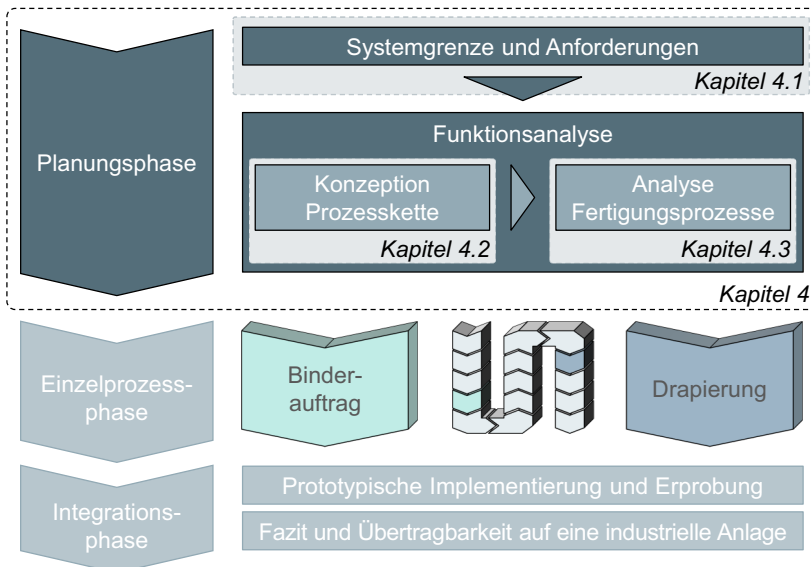 Systemgrenze und Anforderungen
Kapitel 4.1
Planungsphase
Funktionsanalyse
Konzeption
Prozesskette
Kapitel 4.2
Analyse
Fertigungsprozesse
Kapitel 4.3
Kapitel 4
Einzelprozess-
phase
Binder-
auftrag
Drapierung
Integrations-
phase
Prototypische Implementierung und Erprobung
Fazit und Übertragbarkeit auf eine industrielle Anlage